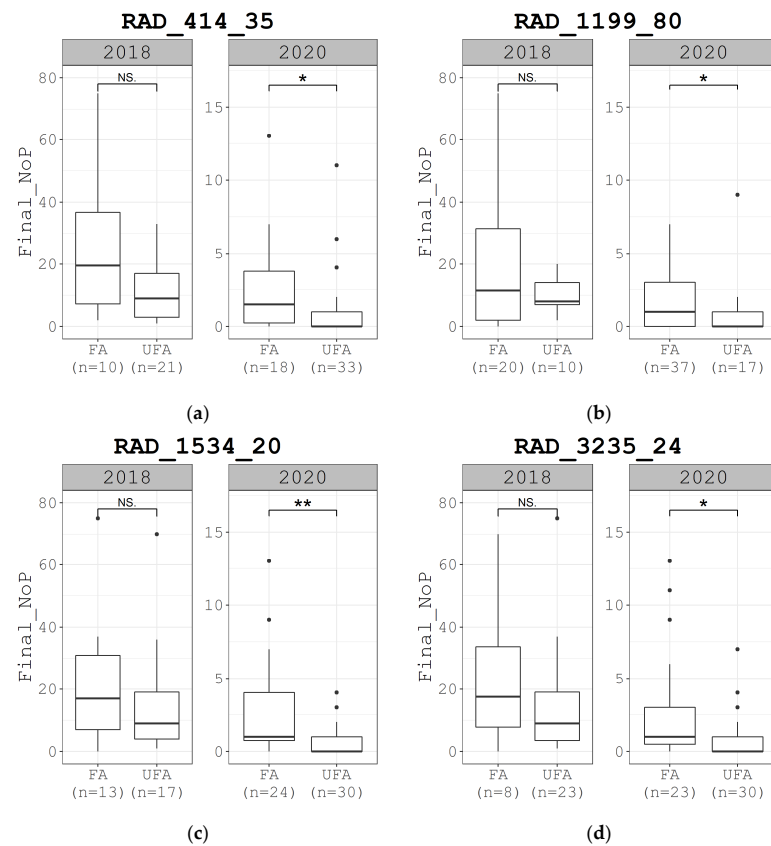 RAD_414_35 RAD_1199_80
2018 2020 2018 2020
80 NS. * 80 NS. *
15 15
60 60
10 10
40 40
Final_NoP Final_NoP
5 5
20 20
0 0 0 0
FA UFA FA UFA FA UFA FA UFA
(n=10) (n=21) (n=18) (n=33) (n=20) (n=10) (n=37) (n=17)
(a) (b)
RAD_1534_20 RAD_3235_24
2018 2020 2018 2020
80 NS. ** 80 NS. *
15 15
60 60
10 10
40 40
Final_NoP Final_NoP
5 5
20 20
0 0 0 0
FA UFA FA UFA FA UFA FA UFA
(n=13) (n=17) (n=24) (n=30) (n=8) (n=23) (n=23) (n=30)
(c) (d)